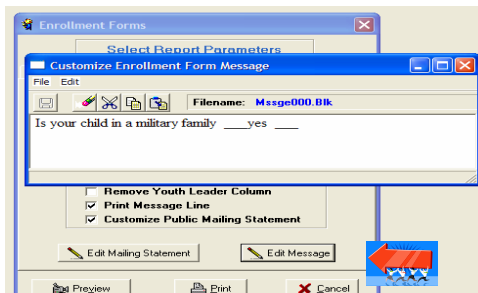 Enrollment Forms
Select Report Parameters
Customize Enrollment Form Message
File Edit
Filename: Mssge000.Blk
Is your child in a military family ___yes ___
Remove Youth Leader Column
Print Message Line
Customize Public Mailing Statement
Edit Mailing Statement Edit Message
Preview Print Cancel